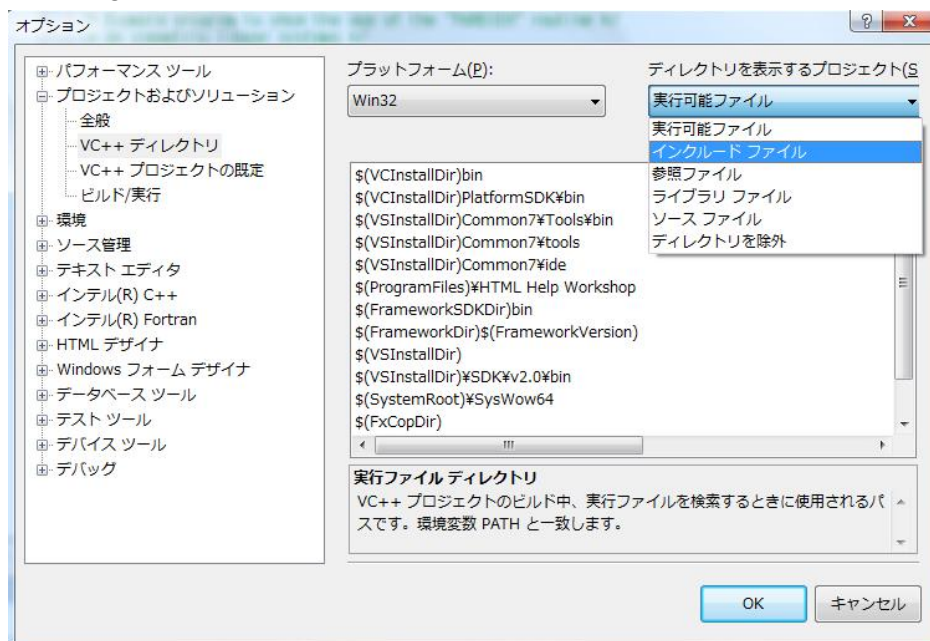 オプション
パフォーマンス ツール
プロジェクトおよびソリューション
全般
VC++ ディレクトリ
VC++ プロジェクトの既定
ビルド/実行
環境
ソース管理
テキスト エディタ
インテル(R) C++
インテル(R) Fortran
HTML デザイナ
Windows フォーム デザイナ
データベース ツール
テスト ツール
デバイス ツール
デバッグ
プラットフォーム(P):
Win32
ディレクトリを表示するプロジェクト(S
実行可能ファイル
実行可能ファイル
インクルード ファイル
参照ファイル
ライブラリ ファイル
ソース ファイル
ディレクトリを除外
$(VCInstallDir)bin
$(VCInstallDir)PlatformSDK¥bin
$(VSInstallDir)Common7¥Tools¥bin
$(VSInstallDir)Common7¥tools
$(VSInstallDir)Common7¥ide
$(ProgramFiles)¥HTML Help Workshop
$(FrameworkSDKDir)bin
$(FrameworkDir)$(FrameworkVersion)
$(VSInstallDir)
$(VSInstallDir)¥SDK¥v2.0¥bin
$(SystemRoot)¥SysWow64
$(FxCopDir)
実行ファイル ディレクトリ
VC++ プロジェクトのビルド中、実行ファイルを検索するときに使用されるパ
スです。環境変数 PATH と一致します。
OK
キャンセル